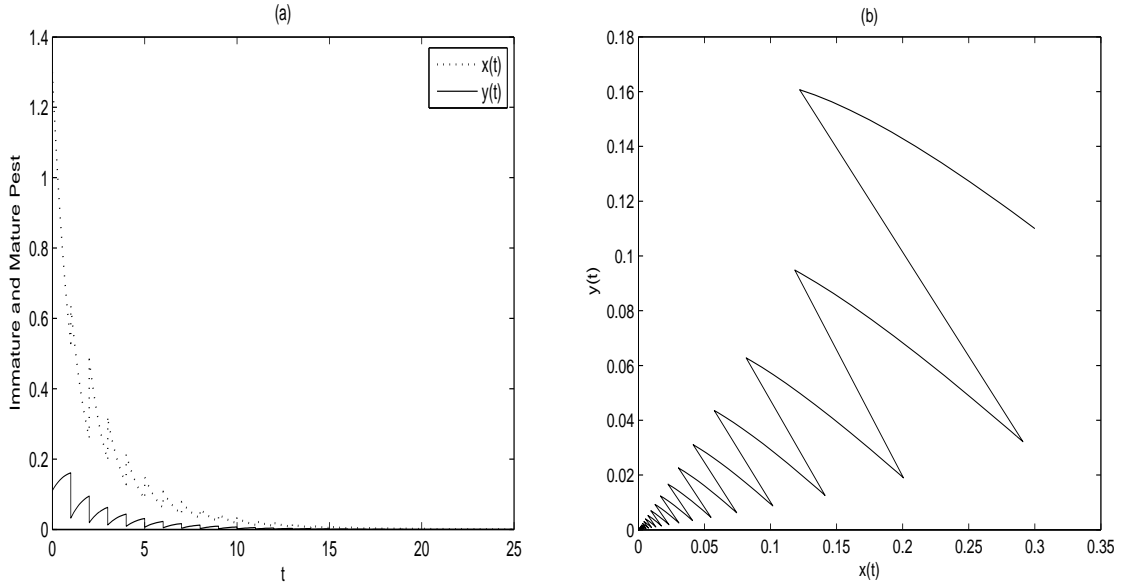 (a)
1.4
1.2
1
0.8
0.6
0.4
0.2
0
Immature and Mature Pest
x(t)
y(t)
0 5 10 15 20 25
t
(b)
0.18
0.16
0.14
0.12
0.1
0.08
0.06
0.04
0.02
0
y(t)
0 0.05 0.1 0.15 0.2 0.25 0.3 0.35
x(t)